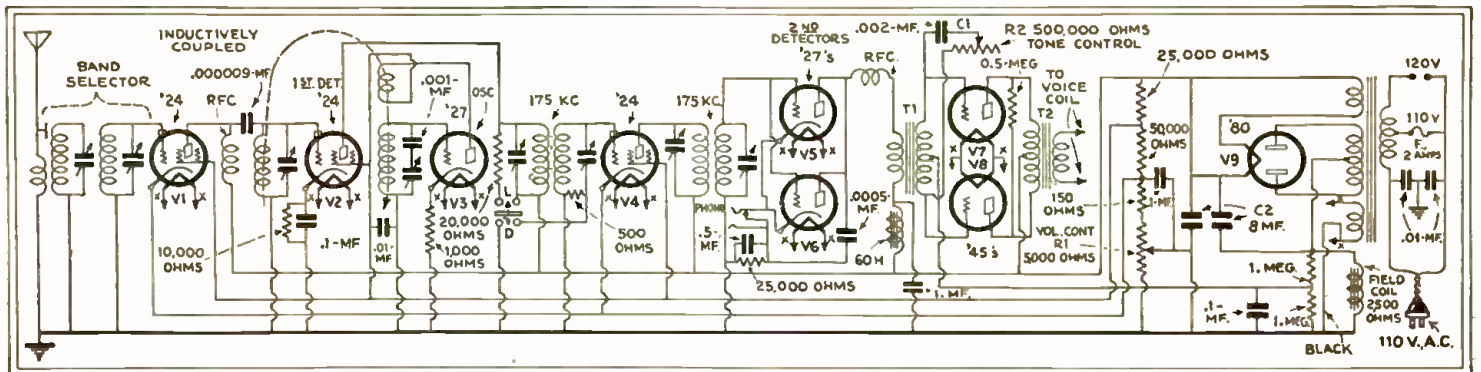 INDUCTIVELY
COUPLED
BAND
SELECTOR
.000009-MF.
'24
RFC
1ST. DET.
'24
.001-
MF
'27
OSC
175 KC
'24
175 KC.
2ND
DETECTORS
'27's
.002-MF.
C1
R2 500,000 OHMS
TONE CONTROL
RFC.
0.5-MEG
T1
TO
VOICE
COIL
T2
25,000 OHMS
50,000
OHMS
'80
120V
110 V
F.
2 AMPS
V1
V2
V3
V4
V5
V6
V7
V8
V9
X
X
X
X
X
X
X
X
X
X
X
X
X
X
10,000
OHMS
.1-MF
.01-
MF
1,000
OHMS
20,000
OHMS
L
D
500
OHMS
PHONO
.5-
MF.
25,000 OHMS
.0005-
MF.
60 H
'45's
1. MF.
150
OHMS
.1-MF.
VOL. CONT
R1
5000 OHMS
C2
8 MF.
.01-MF.
1. MEG.
.1-
MF.
1. MEG.
FIELD
COIL
2,500
OHMS
BLACK
110 V., A.C.